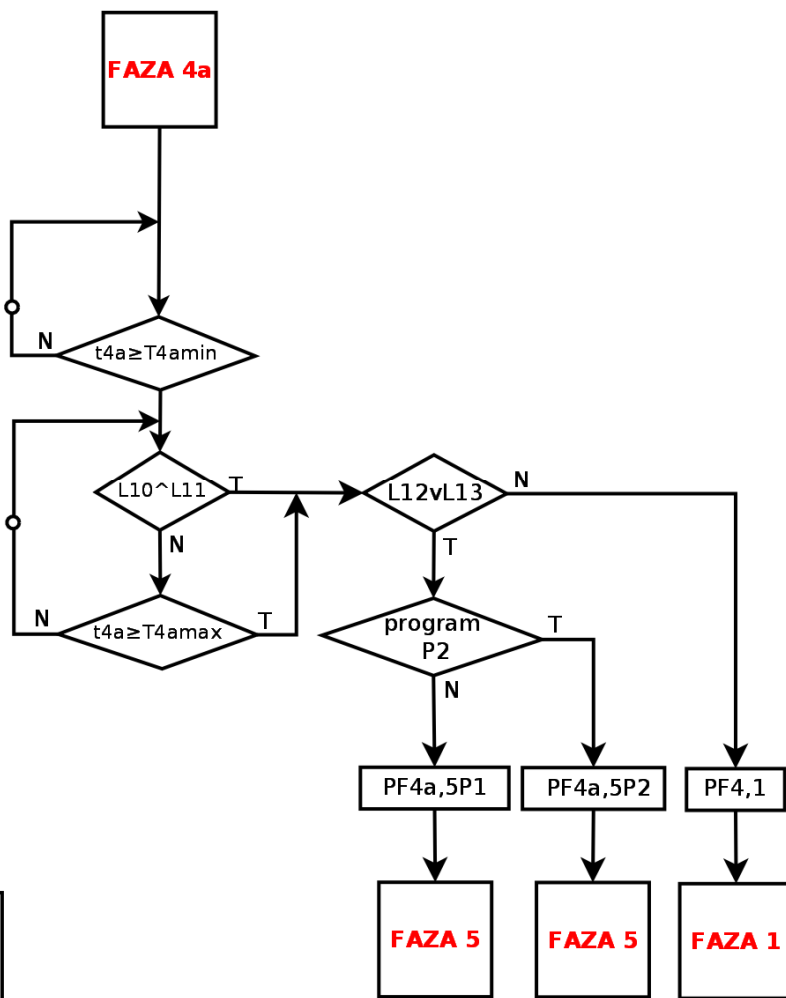 FAZA 4a
N
t4a≥T4amin
L10^L11
T
L12vL13
N
N
T
N
t4a≥T4amax
T
program
P2
T
N
PF4a,5P1
PF4a,5P2
PF4,1
FAZA 5
FAZA 5
FAZA 1